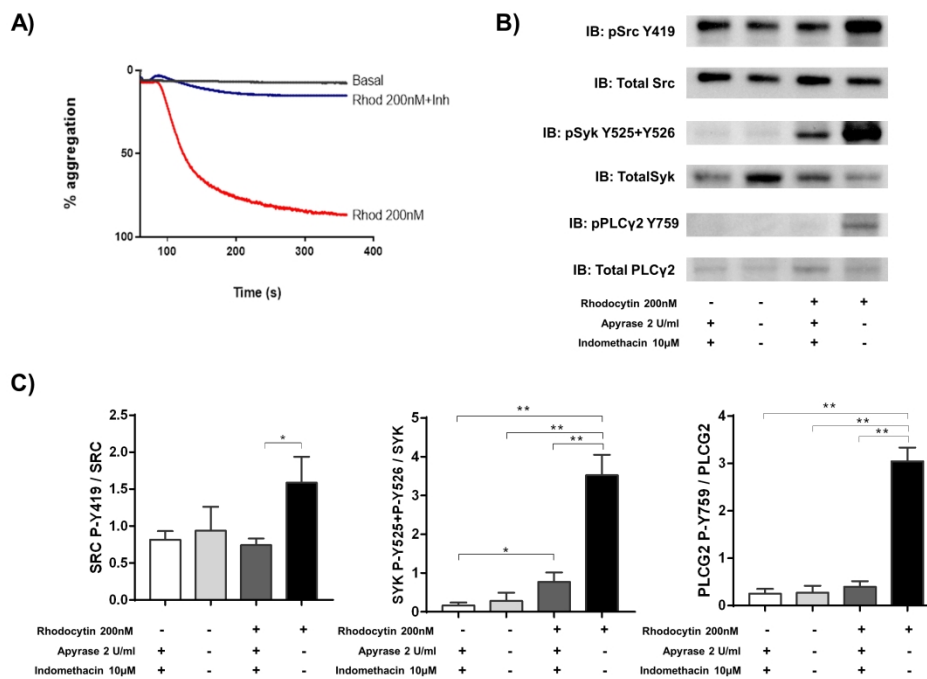 A)
0
50
100
% aggregation
100 200 300 400
Time (s)
Basal
Rhod 200nM+Inh
Rhod 200nM
B)
IB: pSrc Y419
IB: Total Src
IB: pSyk Y525+Y526
IB: TotalSyk
IB: pPLCγ2 Y759
IB: Total PLCγ2
Rhodocytin 200nM - - + +
Apyrase 2 U/ml + - + -
Indomethacin 10µM + - + -
C)
SRC P-Y419 / SRC
2.5
2.0
1.5
1.0
0.5
0.0
*
Rhodocytin 200nM - - + +
Apyrase 2 U/ml + - + -
Indomethacin 10µM + - + -
SYK P-Y525+P-Y526 / SYK
5
4
3
2
1
0
**
**
**
*
Rhodocytin 200nM - - + +
Apyrase 2 U/ml + - + -
Indomethacin 10µM + - + -
PLCG2 P-Y759 / PLCG2
4
3
2
1
0
**
**
**
Rhodocytin 200nM - - + +
Apyrase 2 U/ml + - + -
Indomethacin 10µM + - + -